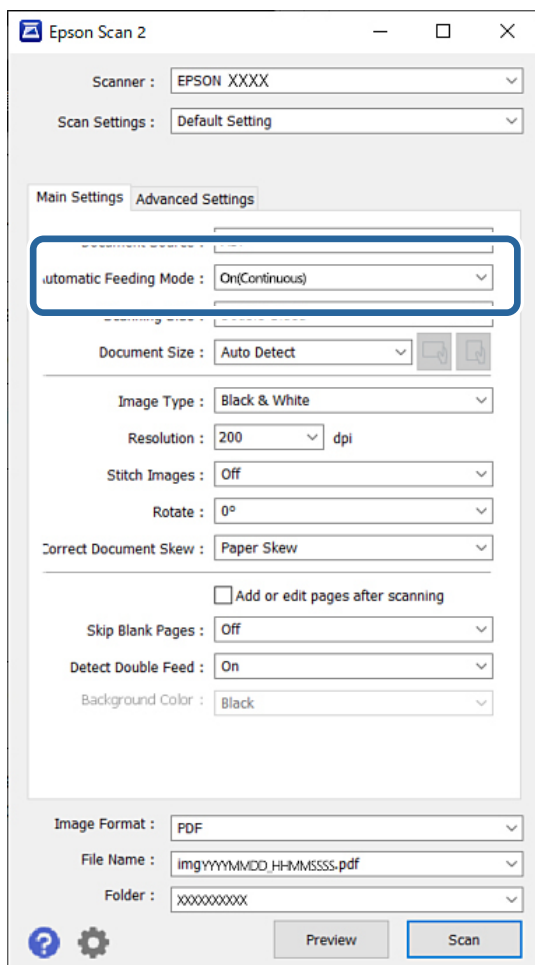 Epson Scan 2
Scanner : EPSON XXXX
Scan Settings : Default Setting
Main Settings Advanced Settings
Automatic Feeding Mode : On(Continuous)
Document Size : Auto Detect
Image Type : Black & White
Resolution : 200 dpi
Stitch Images : Off
Rotate : 0°
Correct Document Skew : Paper Skew
Add or edit pages after scanning
Skip Blank Pages : Off
Detect Double Feed : On
Background Color : Black
Image Format : PDF
File Name : imgYYYYMMDD_HHMMSSSS.pdf
Folder : XXXXXXXXXX
? Preview Scan